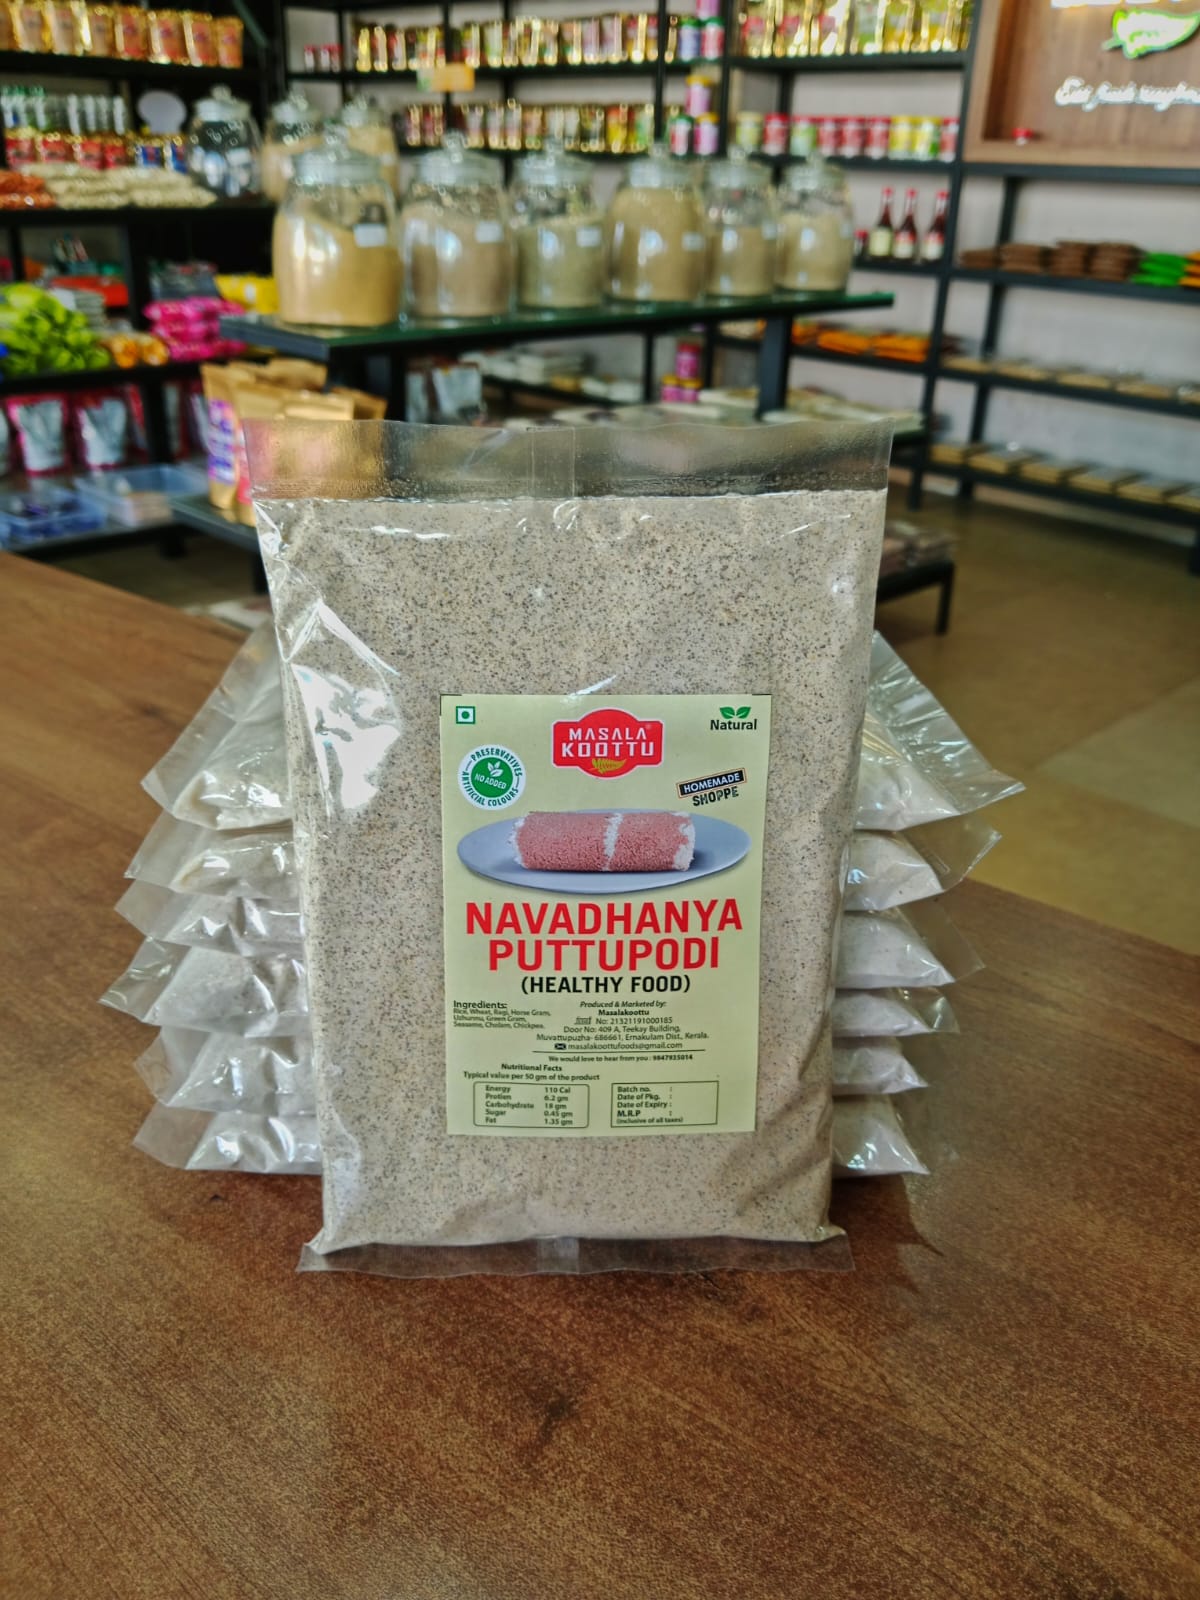 MASALA
KOOTTU
Natural
PRESERVATIVES
NO ADDED
ARTIFICIAL COLOURS
HOMEMADE
SHOPPE
NAVADHANYA
PUTTUPODI
(HEALTHY FOOD)
Ingredients:
Rice, Wheat, Ragi, Horse Gram,
Uzhunnu, Green Gram,
Seasame, Cholam, Chickpea.
Produced & Marketed by:
Masalakoottu
fssai No: 21321191000185
Door No: 409 A, Teekay Building,
Muvattupuzha- 686661, Ernakulam Dist., Kerala.
masalakoottufoods@gmail.com
We would love to hear from you : 9847935014
Nutritional Facts
Typical value per 50 gm of the product
Energy 110 Cal
Protien 6.2 gm
Carbohydrate 18 gm
Sugar 0.45 gm
Fat 1.35 gm
Batch no. :
Date of Pkg. :
Date of Expiry :
M.R.P :
(inclusive of all taxes)